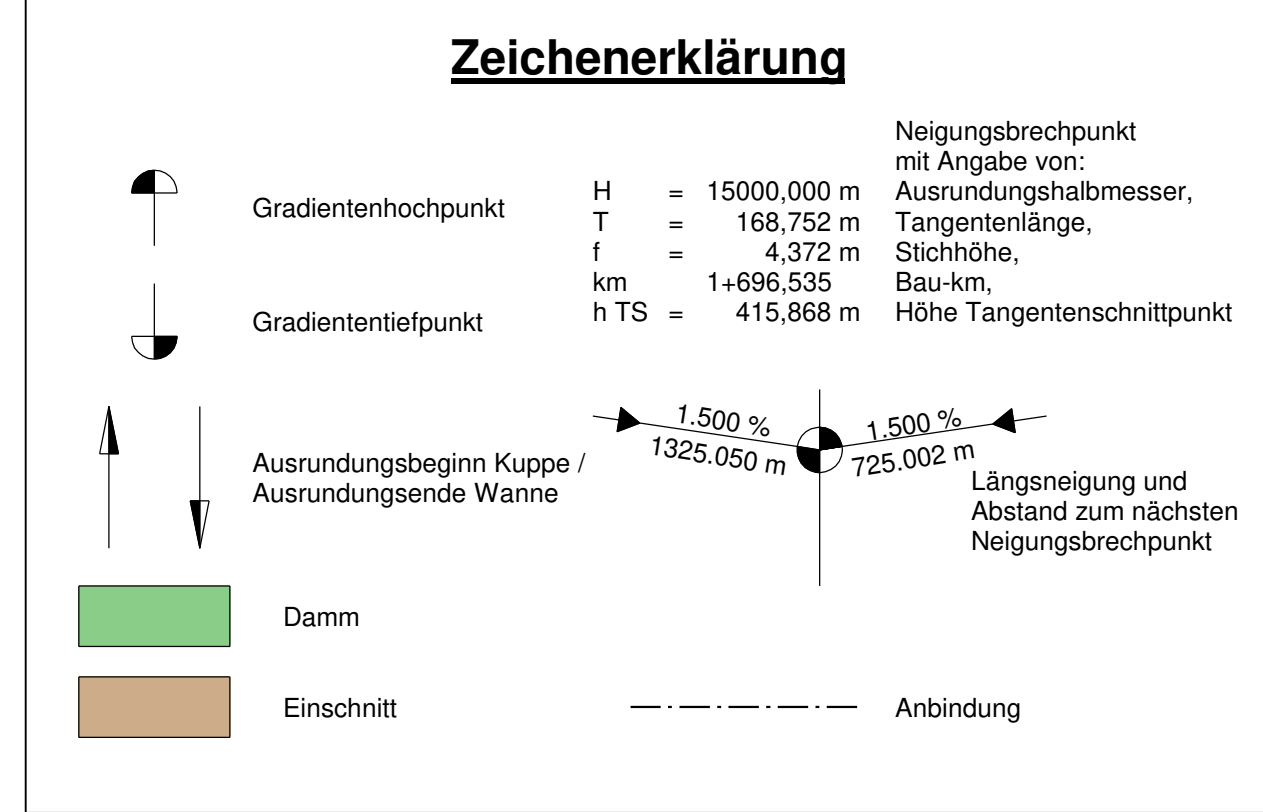 Zeichenerklärung
Gradientenhochpunkt
Gradiententiefpunkt
Ausrundungsbeginn Kuppe /
Ausrundungsende Wanne
Damm
Einschnitt
Neigungsbrechpunkt
mit Angabe von:
H = 15000,000 m Ausrundungshalbmesser,
T = 168,752 m Tangentenlänge,
f = 4,372 m Stichhöhe,
km 1+696,535 Bau-km,
h TS = 415,868 m Höhe Tangentenschnittpunkt
1.500 %
1325.050 m
1.500 %
725.002 m
Längsneigung und
Abstand zum nächsten
Neigungsbrechpunkt
Anbindung